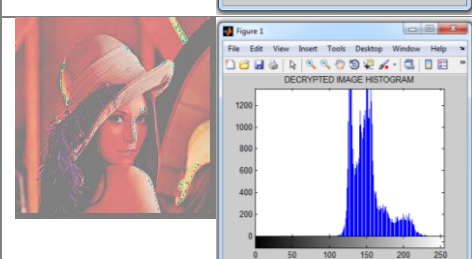 Figure 1
File Edit View Insert Tools Desktop Window Help
DECRYPTED IMAGE HISTOGRAM
1200
1000
800
600
400
200
0
0 50 100 150 200 250